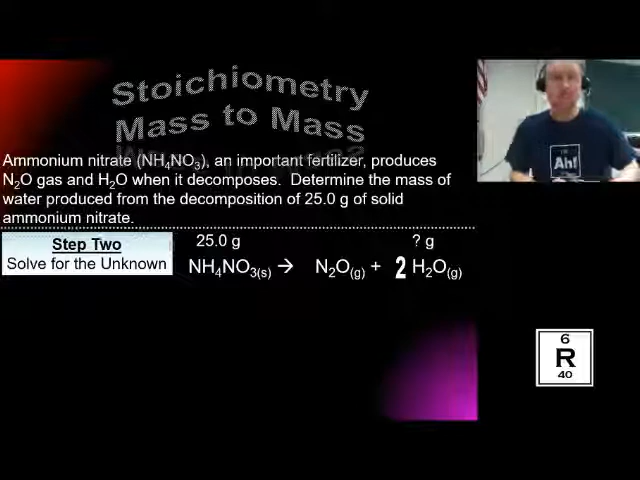 Stoichiometry
Mass to Mass
Ammonium nitrate (NH₄NO₃), an important fertilizer, produces
N₂O gas and H₂O when it decomposes. Determine the mass of
water produced from the decomposition of 25.0 g of solid
ammonium nitrate.
Step Two
Solve for the Unknown
25.0 g
? g
NH₄NO₃(s) → N₂O(g) + 2 H₂O(g)
Ah!
6
R
40